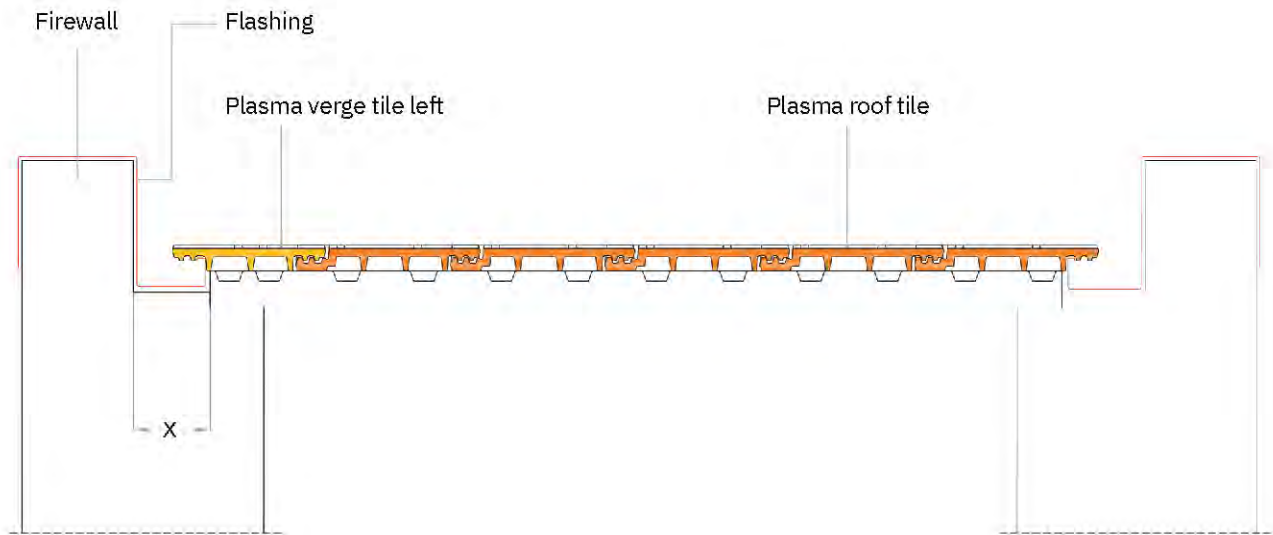 Firewall
Flashing
Plasma verge tile left
Plasma roof tile
X